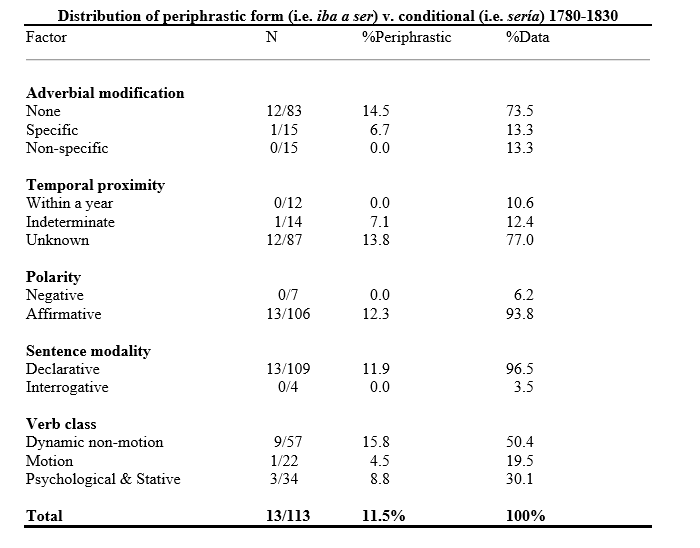 Distribution of periphrastic form (i.e. iba a ser) v. conditional (i.e. sería) 1780-1830
Factor N %Periphrastic %Data
Adverbial modification
None 12/83 14.5 73.5
Specific 1/15 6.7 13.3
Non-specific 0/15 0.0 13.3
Temporal proximity
Within a year 0/12 0.0 10.6
Indeterminate 1/14 7.1 12.4
Unknown 12/87 13.8 77.0
Polarity
Negative 0/7 0.0 6.2
Affirmative 13/106 12.3 93.8
Sentence modality
Declarative 13/109 11.9 96.5
Interrogative 0/4 0.0 3.5
Verb class
Dynamic non-motion 9/57 15.8 50.4
Motion 1/22 4.5 19.5
Psychological & Stative 3/34 8.8 30.1
Total 13/113 11.5% 100%